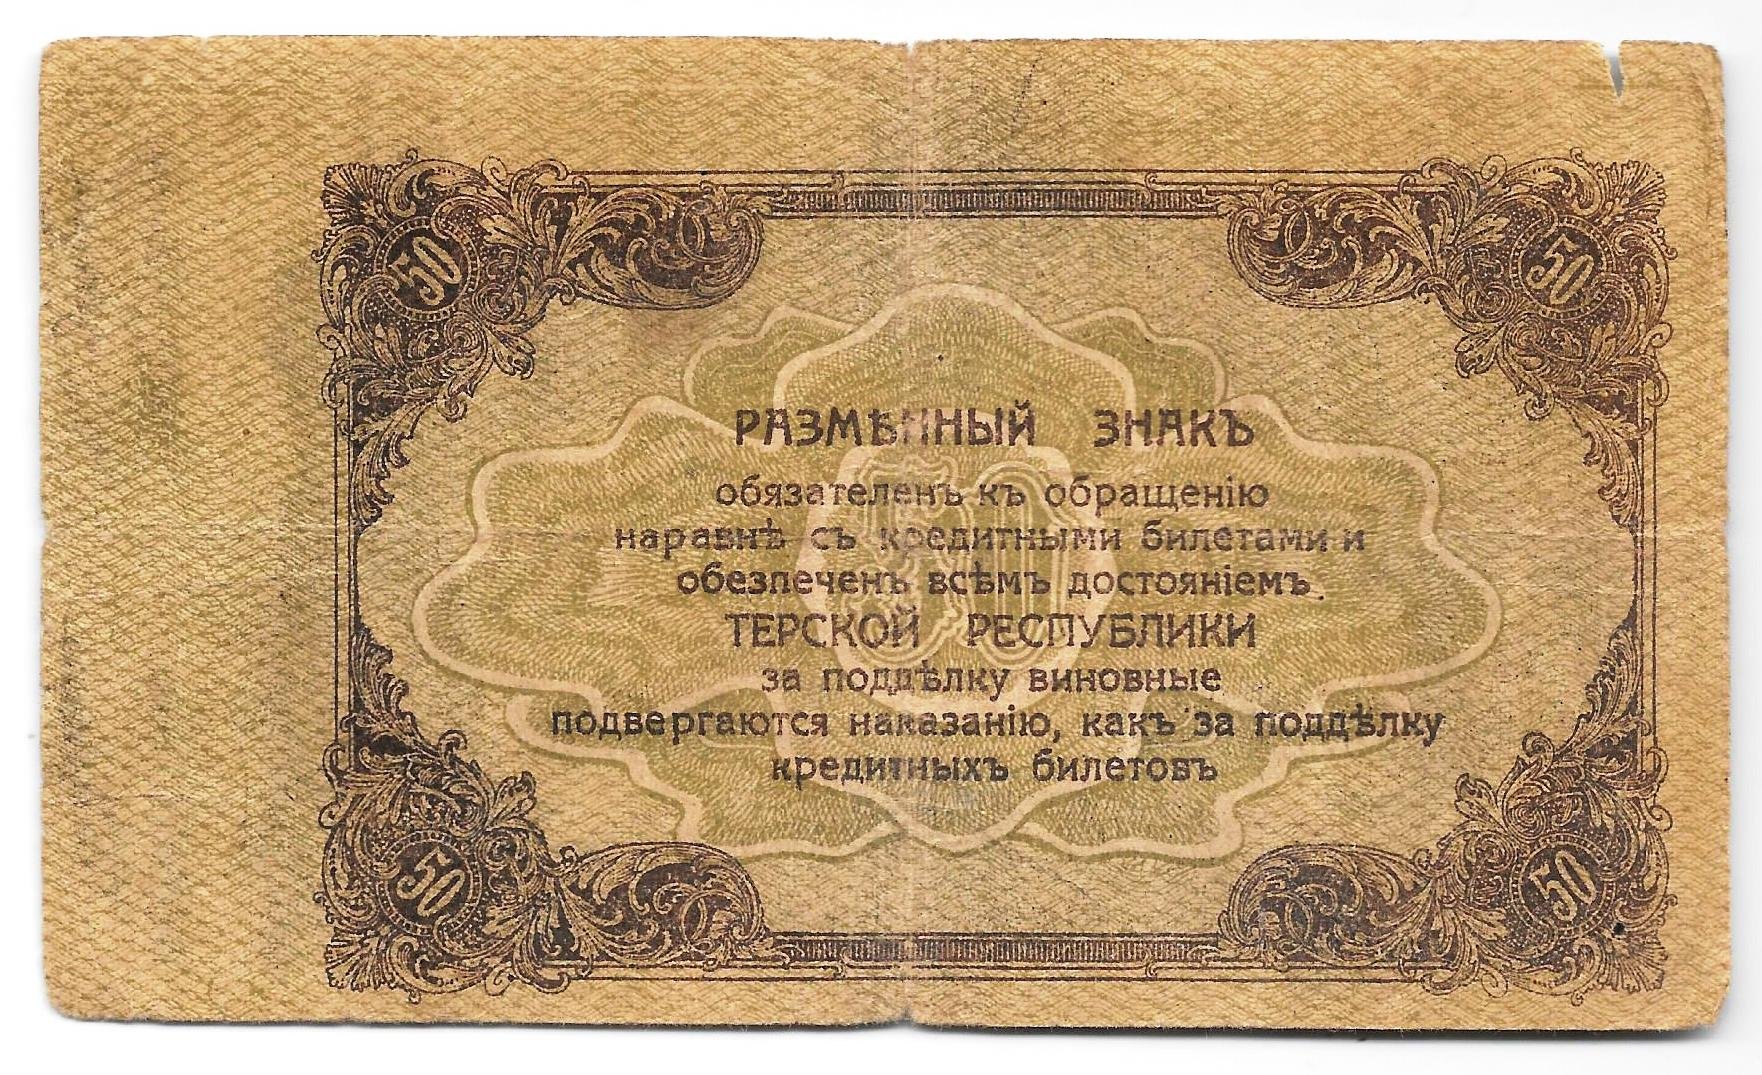 50 50
РАЗМѢННЫЙ ЗНАКЪ
обязателенъ къ обращенію
наравнѣ съ кредитными билетами и
обезпеченъ всѣмъ достояніемъ
ТЕРСКОЙ РЕСПУБЛИКИ
50
за поддѣлку виновные
подвергаются наказанію, какъ за поддѣлку
кредитныхъ билетовъ
50 50